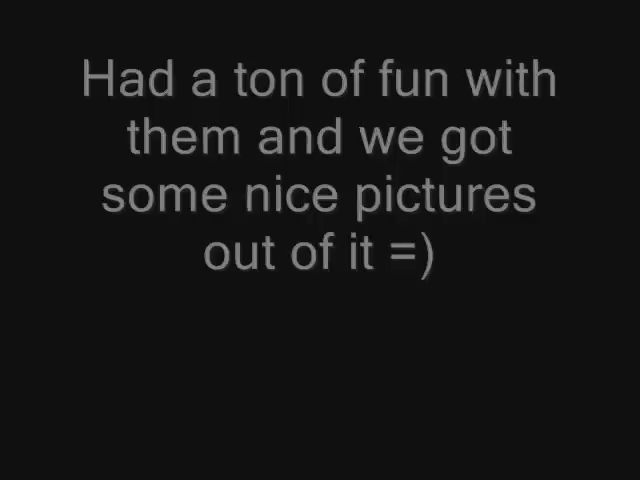 Had a ton of fun with
them and we got
some nice pictures
out of it =)